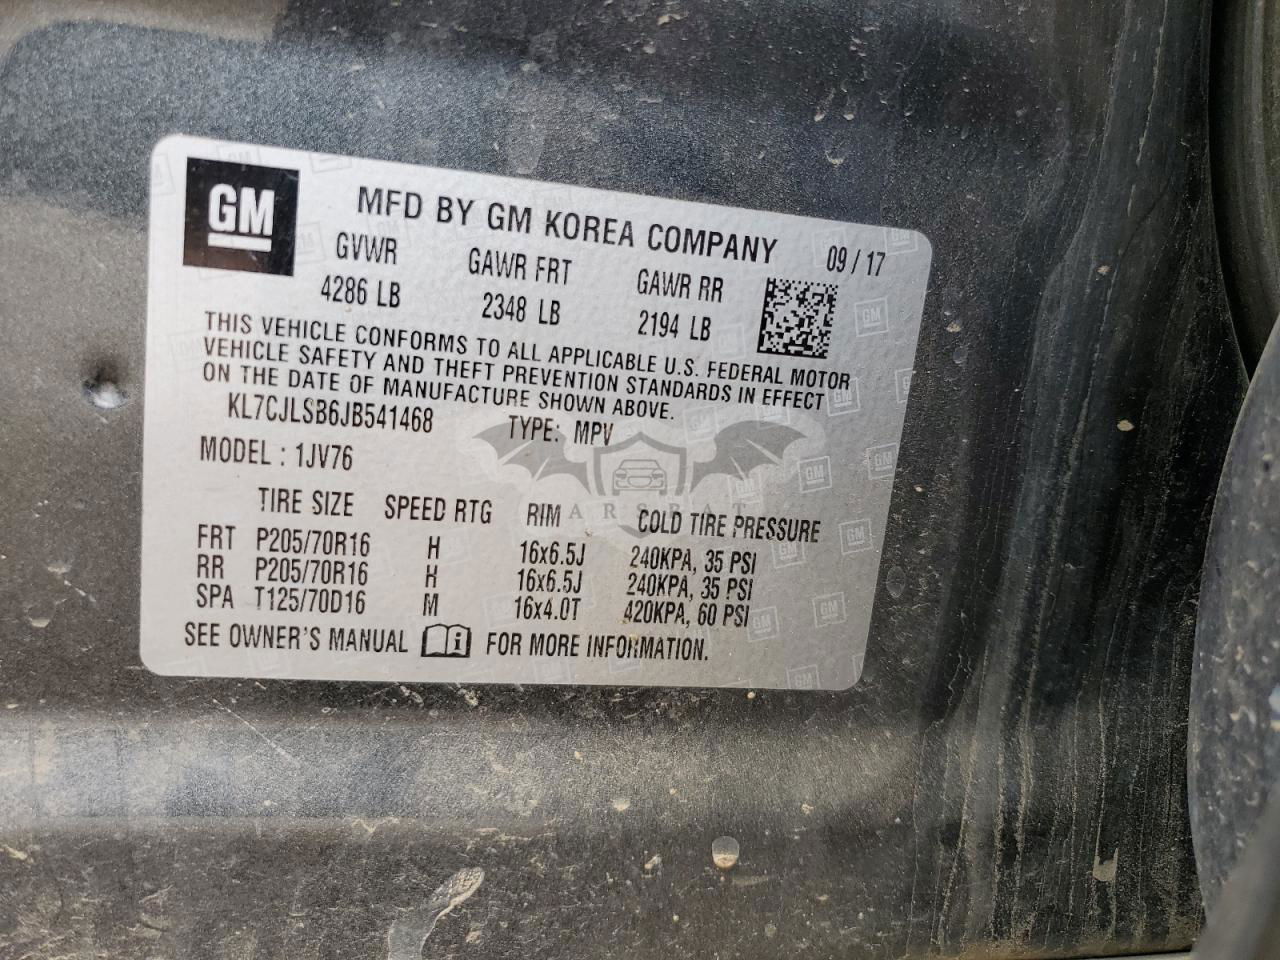 GM
MFD BY GM KOREA COMPANY 09 / 17
GVWR GAWR FRT GAWR RR
4286 LB 2348 LB 2194 LB
THIS VEHICLE CONFORMS TO ALL APPLICABLE U.S. FEDERAL MOTOR
VEHICLE SAFETY AND THEFT PREVENTION STANDARDS IN EFFECT
ON THE DATE OF MANUFACTURE SHOWN ABOVE.
KL7CJLSB6JB541468 TYPE: MPV
MODEL : 1JV76
TIRE SIZE SPEED RTG RIM COLD TIRE PRESSURE
FRT P205/70R16 H 16x6.5J 240KPA, 35 PSI
RR P205/70R16 H 16x6.5J 240KPA, 35 PSI
SPA T125/70D16 M 16x4.0T 420KPA, 60 PSI
SEE OWNER'S MANUAL FOR MORE INFORMATION.